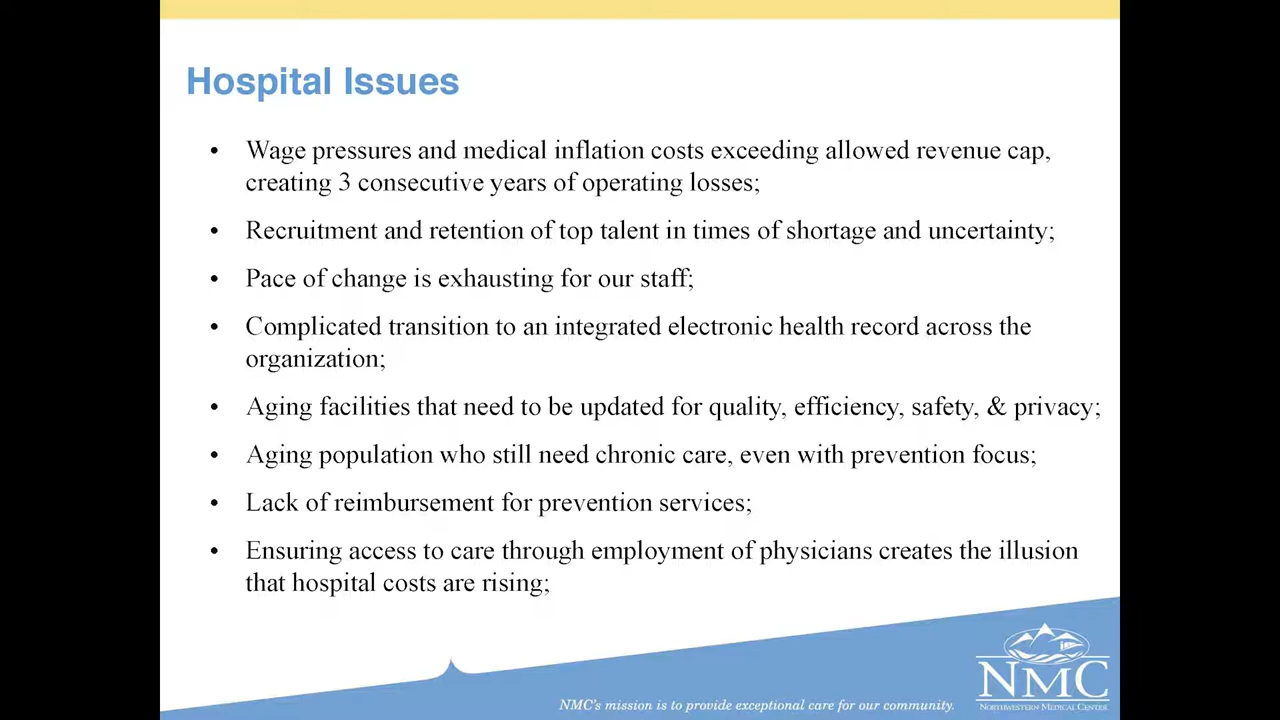 Hospital Issues
• Wage pressures and medical inflation costs exceeding allowed revenue cap,
creating 3 consecutive years of operating losses;
• Recruitment and retention of top talent in times of shortage and uncertainty;
• Pace of change is exhausting for our staff;
• Complicated transition to an integrated electronic health record across the
organization;
• Aging facilities that need to be updated for quality, efficiency, safety, & privacy;
• Aging population who still need chronic care, even with prevention focus;
• Lack of reimbursement for prevention services;
• Ensuring access to care through employment of physicians creates the illusion
that hospital costs are rising;
NMC's mission is to provide exceptional care for our community.
NMC
NORTHWESTERN MEDICAL CENTER